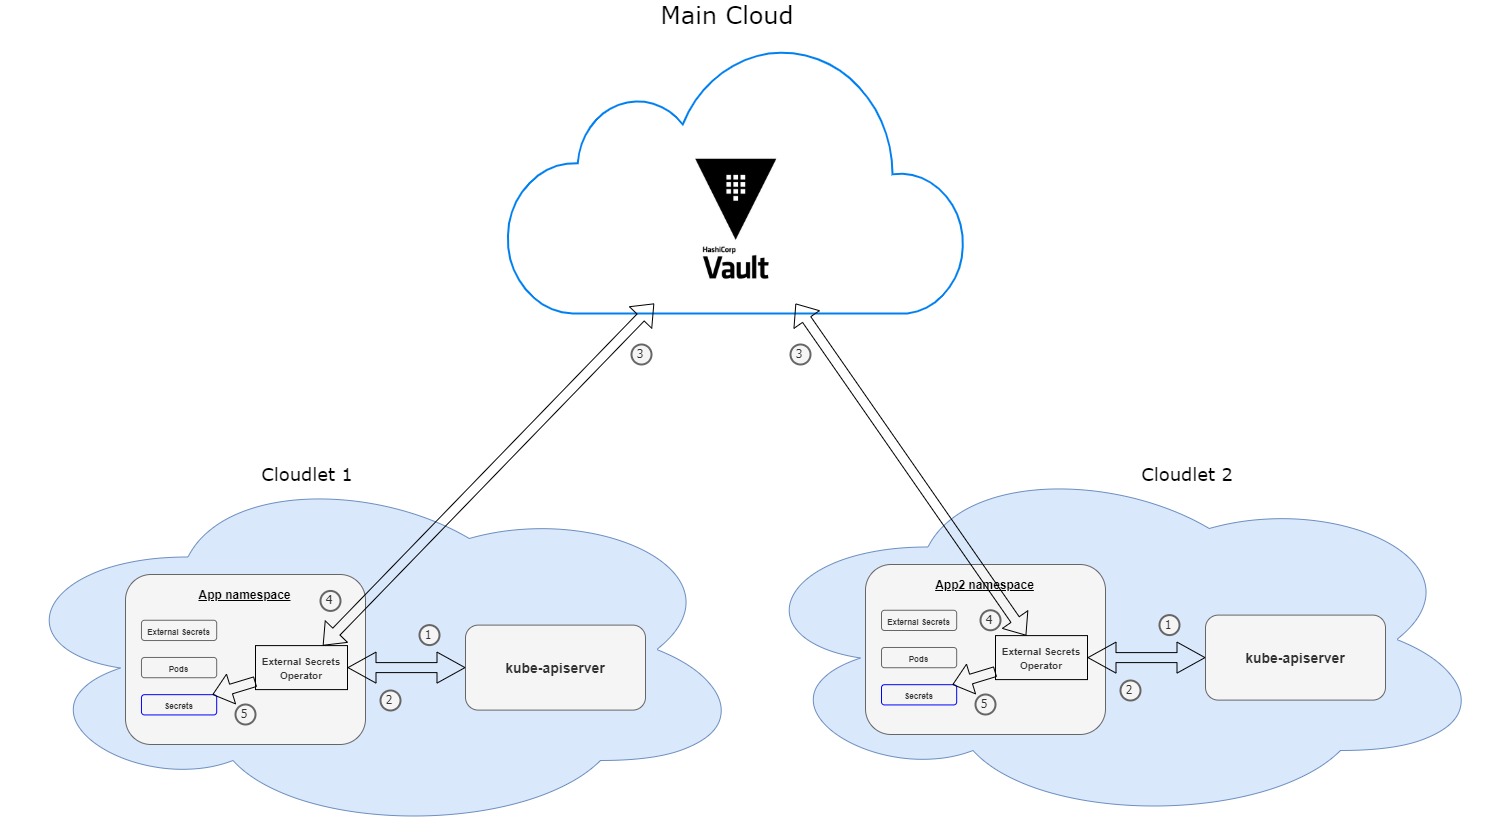 Main Cloud
HashiCorp
Vault
3
3
Cloudlet 1
App namespace
4
External Secrets
1
Pods
External Secrets
Operator
kube-apiserver
2
Secrets
5
Cloudlet 2
App2 namespace
External Secrets
4
1
Pods
External Secrets
Operator
kube-apiserver
2
Secrets
5